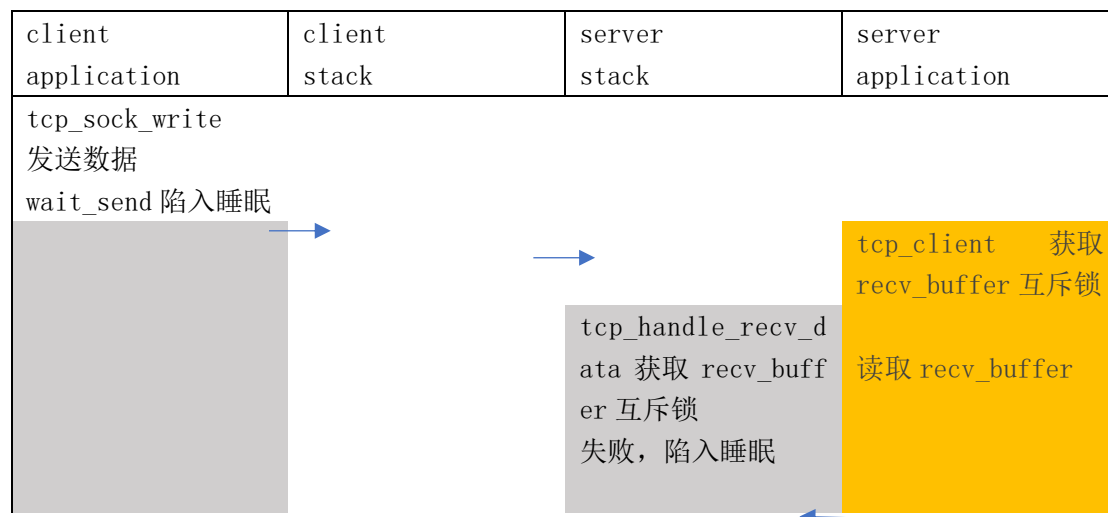 client
application
client
stack
server
stack
server
application
tcp_sock_write
发送数据
wait_send 陷入睡眠
tcp_client 获取
recv_buffer 互斥锁
读取 recv_buffer
tcp_handle_recv_d
ata 获取 recv_buff
er 互斥锁
失败，陷入睡眠